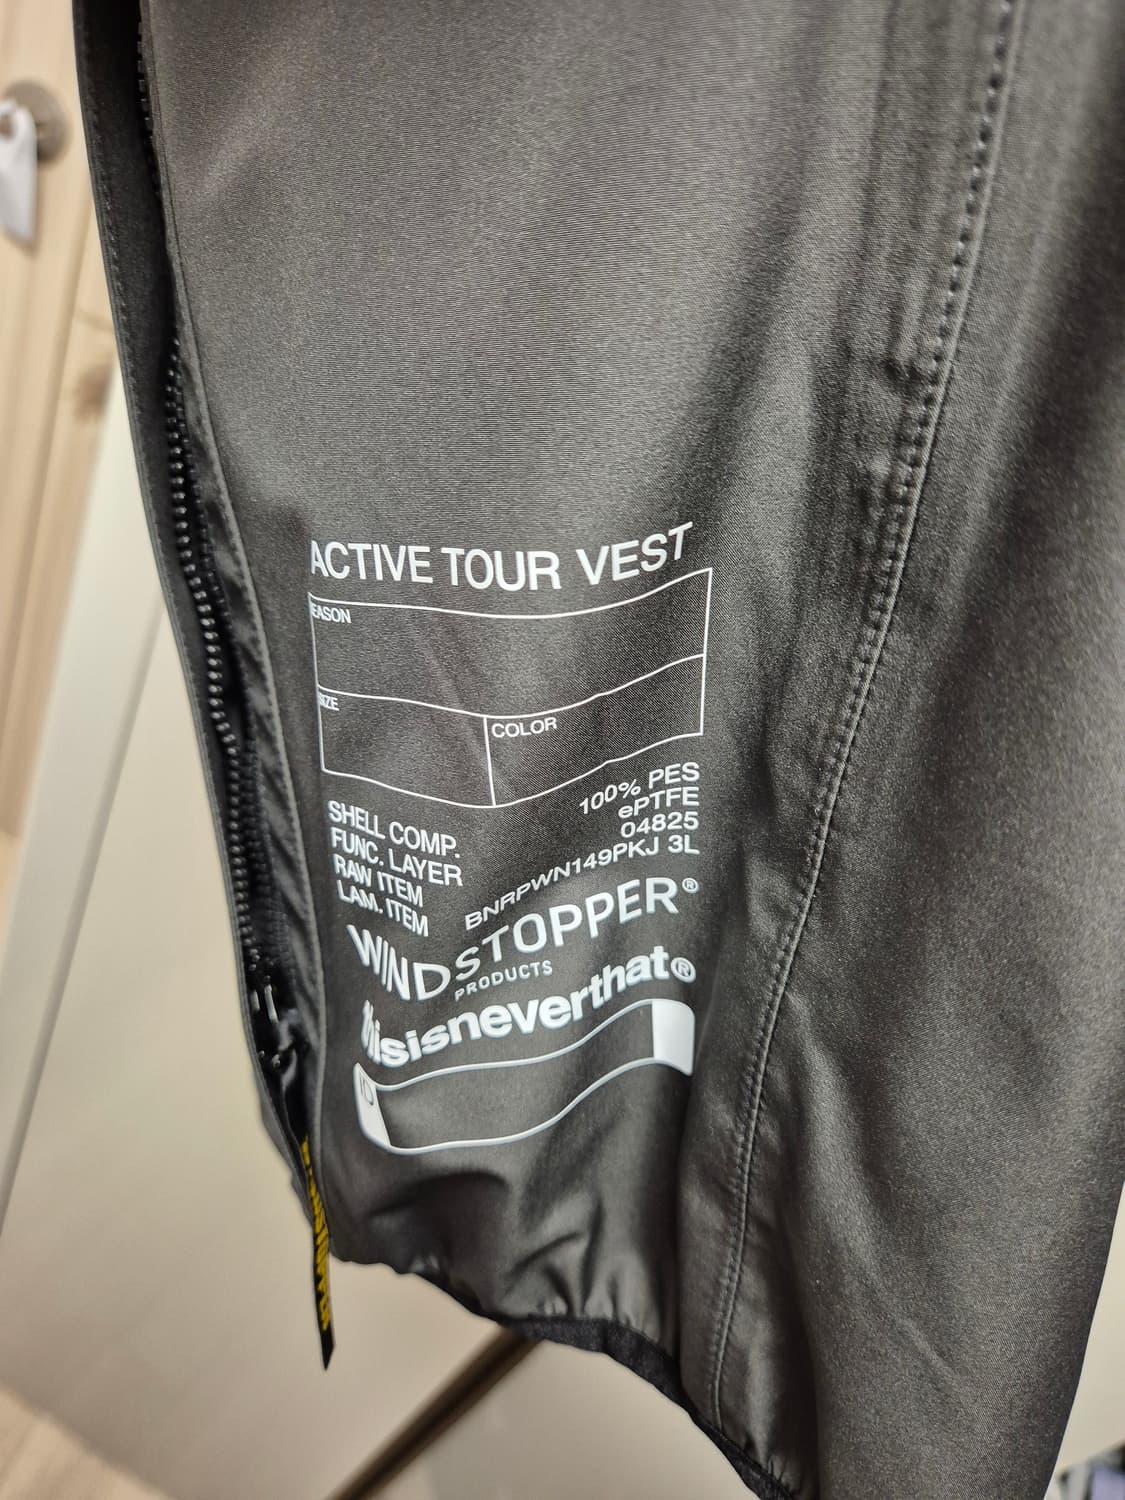 ACTIVE TOUR VEST
EASON
IZE
COLOR
SHELL COMP. 100% PES
FUNC. LAYER ePTFE
RAW ITEM 04825
LAM. ITEM BNRPWN149PKJ 3L
WINDSTOPPER®
PRODUCTS
thisisneverthat®
ID